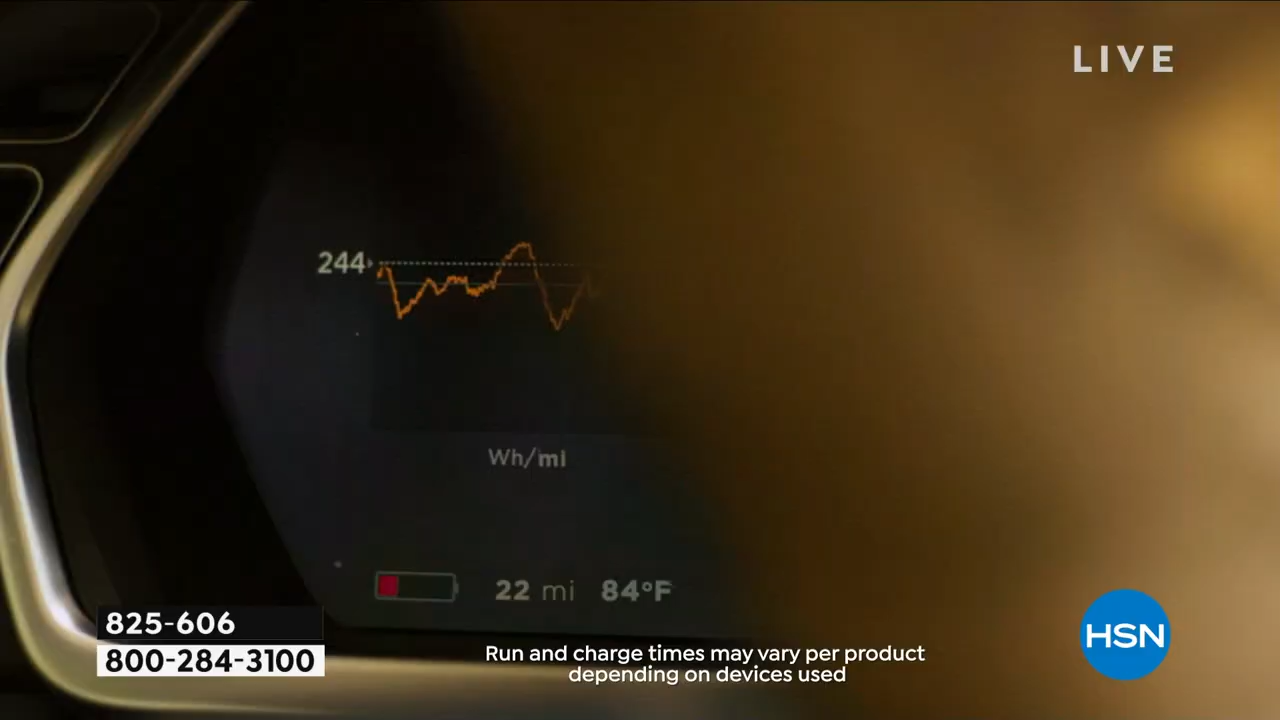 LIVE
244
Wh/mi
22 mi 84°F
825-606
800-284-3100
Run and charge times may vary per product
depending on devices used
HSN